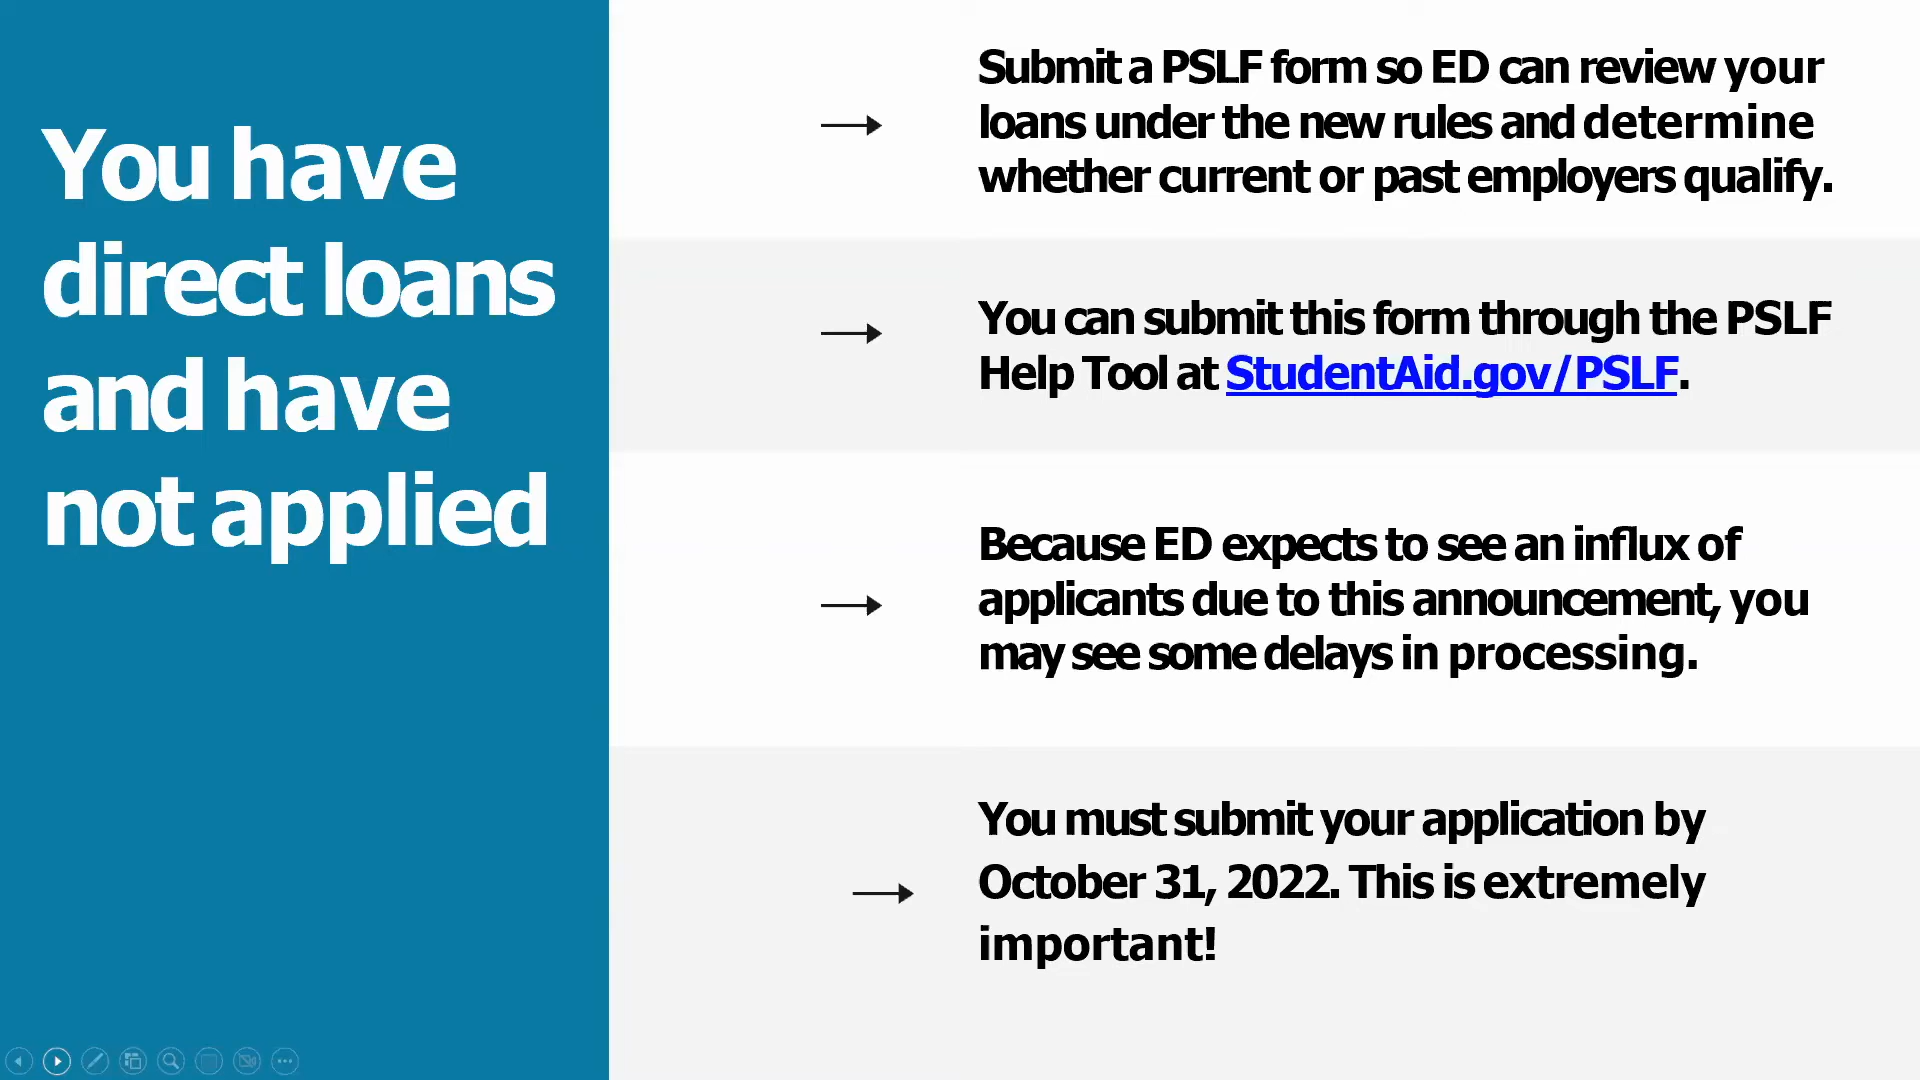 You have
direct loans
and have
not applied
Submit a PSLF form so ED can review your
loans under the new rules and determine
whether current or past employers qualify.
You can submit this form through the PSLF
Help Tool at StudentAid.gov/PSLF.
Because ED expects to see an influx of
applicants due to this announcement, you
may see some delays in processing.
You must submit your application by
October 31, 2022. This is extremely
important!